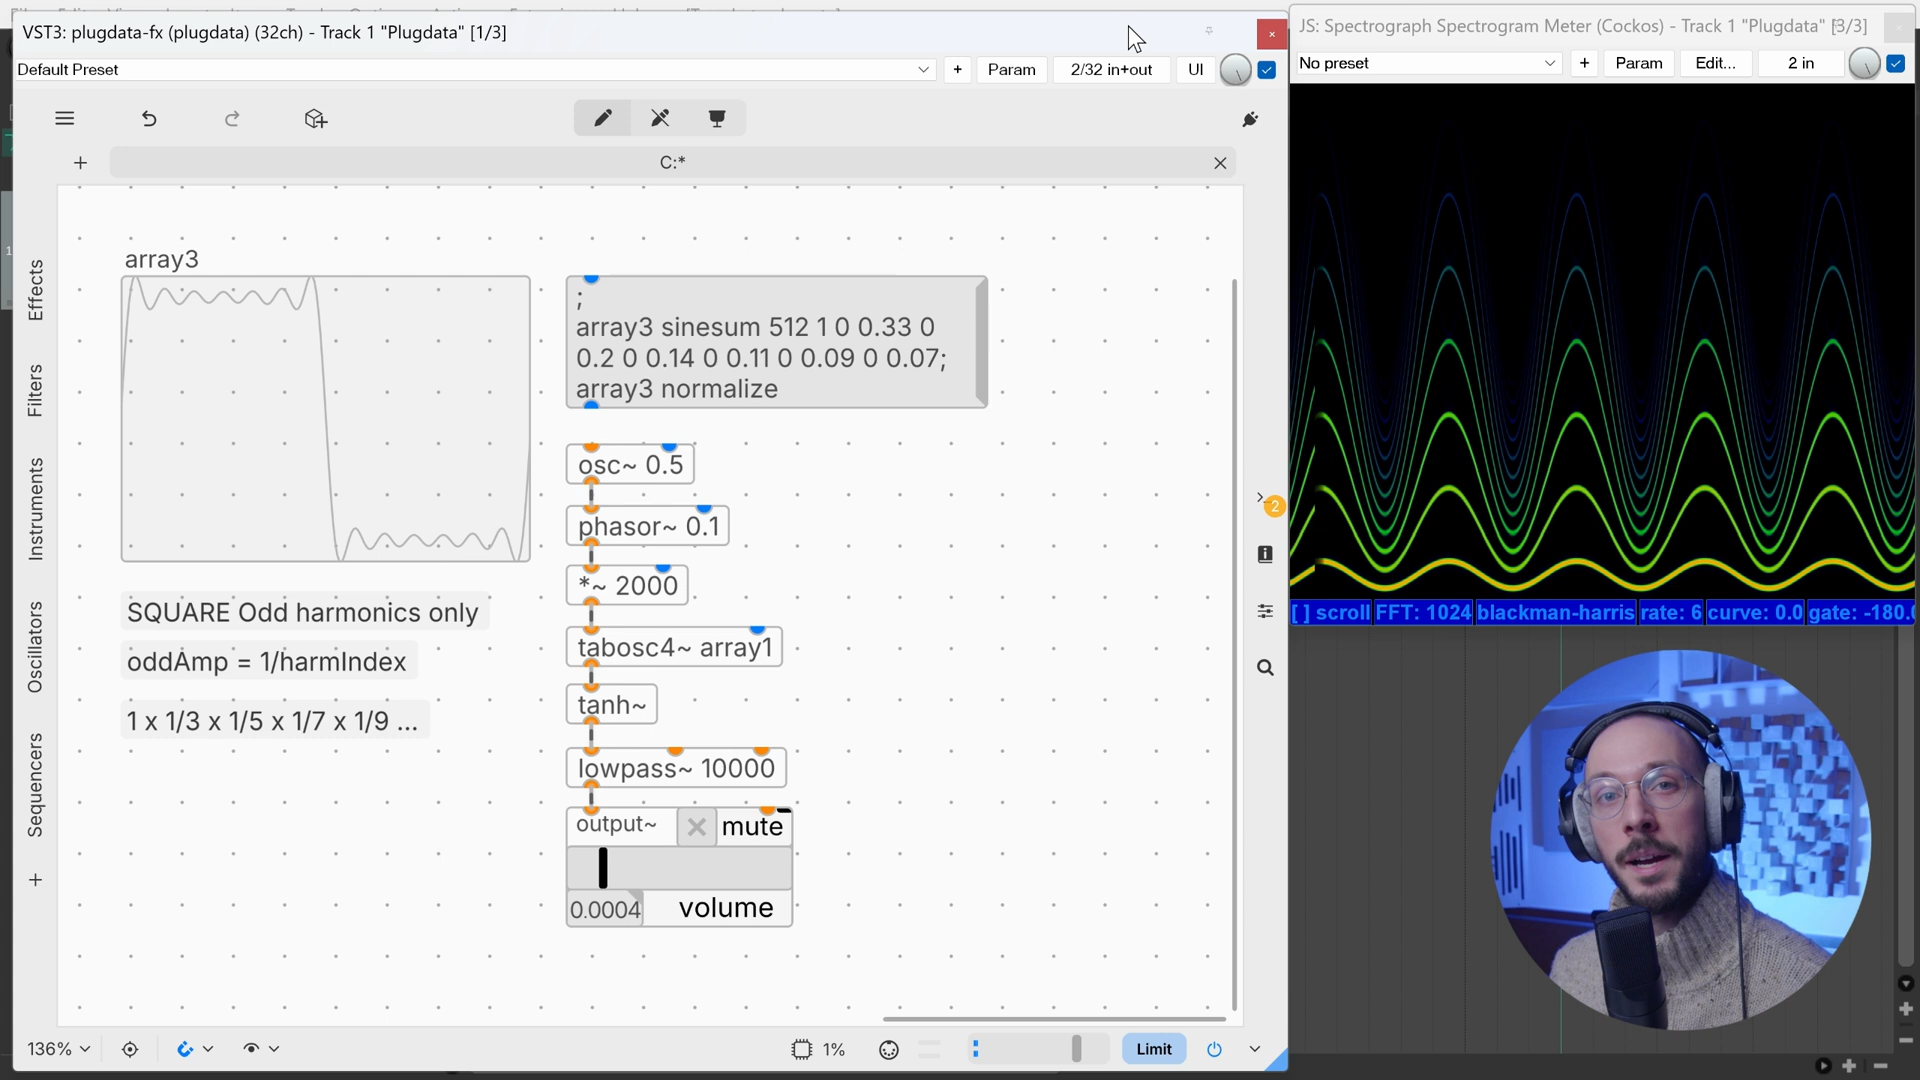 VST3: plugdata-fx (plugdata) (32ch) - Track 1 "Plugdata" [1/3]
Default Preset
+
Param
2/32 in+out
UI
C:*
Effects
Filters
Instruments
Oscillators
Sequencers
array3
;
array3 sinesum 512 1 0 0.33 0
0.2 0 0.14 0 0.11 0 0.09 0 0.07;
array3 normalize
osc~ 0.5
phasor~ 0.1
*~ 2000
tabosc4~ array1
tanh~
lowpass~ 10000
output~
mute
0.0004
volume
SQUARE Odd harmonics only
oddAmp = 1/harmIndex
1 x 1/3 x 1/5 x 1/7 x 1/9 ...
2
136%
1%
Limit
JS: Spectrograph Spectrogram Meter (Cockos) - Track 1 "Plugdata" [3/3]
No preset
+
Param
Edit...
2 in
[ ] scroll FFT: 1024 blackman-harris rate: 6 curve: 0.0 gate: -180.0
1